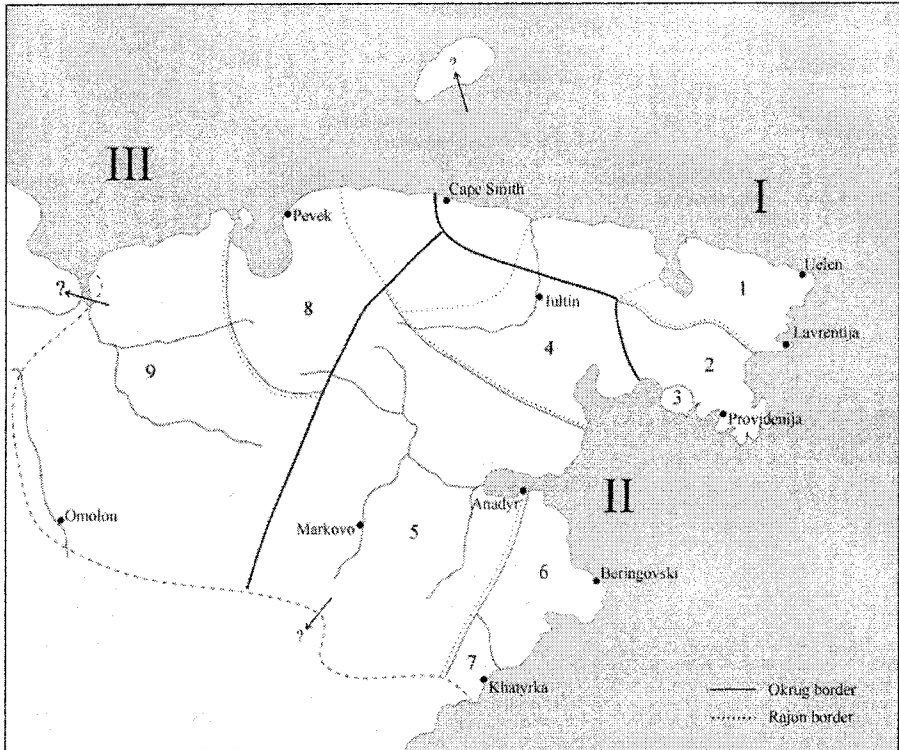 ?
III
Cape Smith
Pevek
I
Uelen
1
?
8
Iultin
Lavrentija
4
2
9
3
Providenija
Anadyr
II
Omolon
Markovo
5
6
Beringovski
?
7
Khatyrka
Okrug border
Rajon border